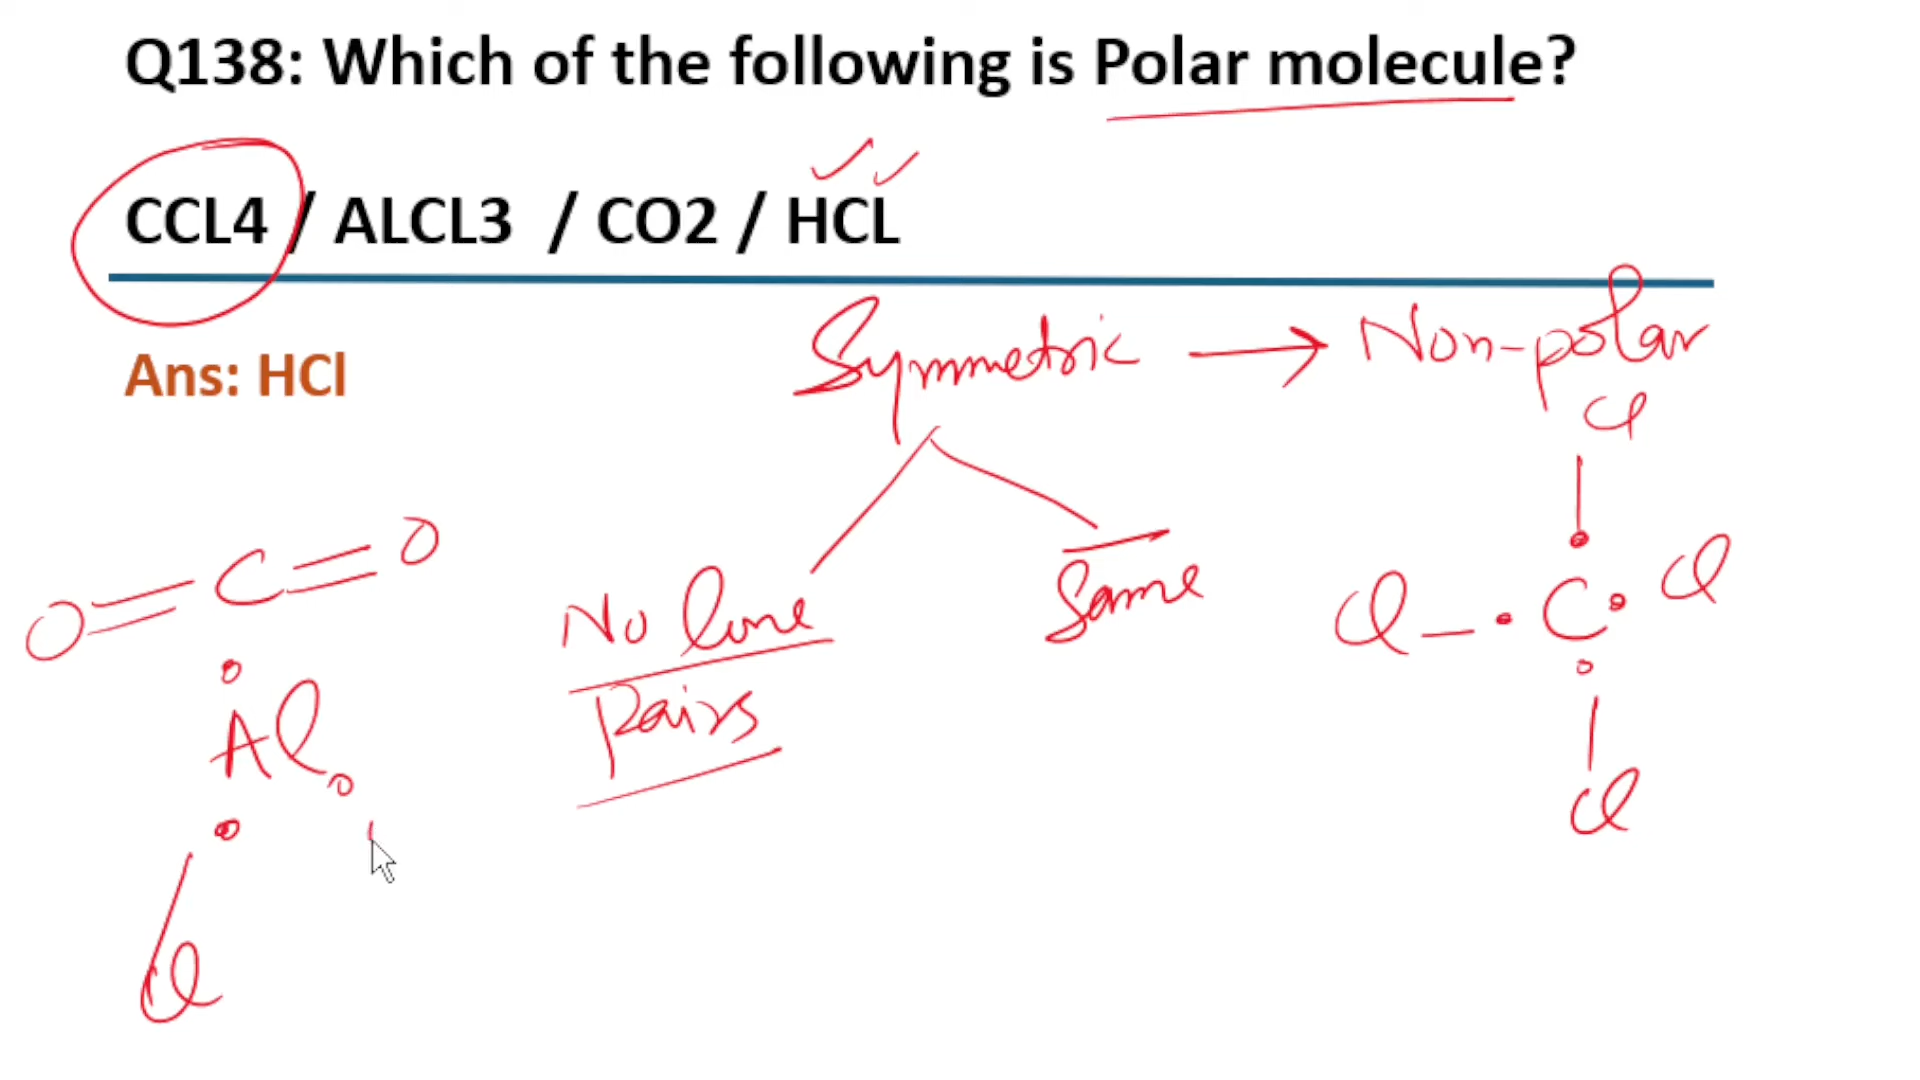 Q138: Which of the following is Polar molecule?
CCL4 / ALCL3 / CO2 / HCL
Ans: HCl
Symmetric → Non-polar
No lone
Pairs
Same
O=C=O
Al
Cl
Cl
Cl - C Cl
Cl